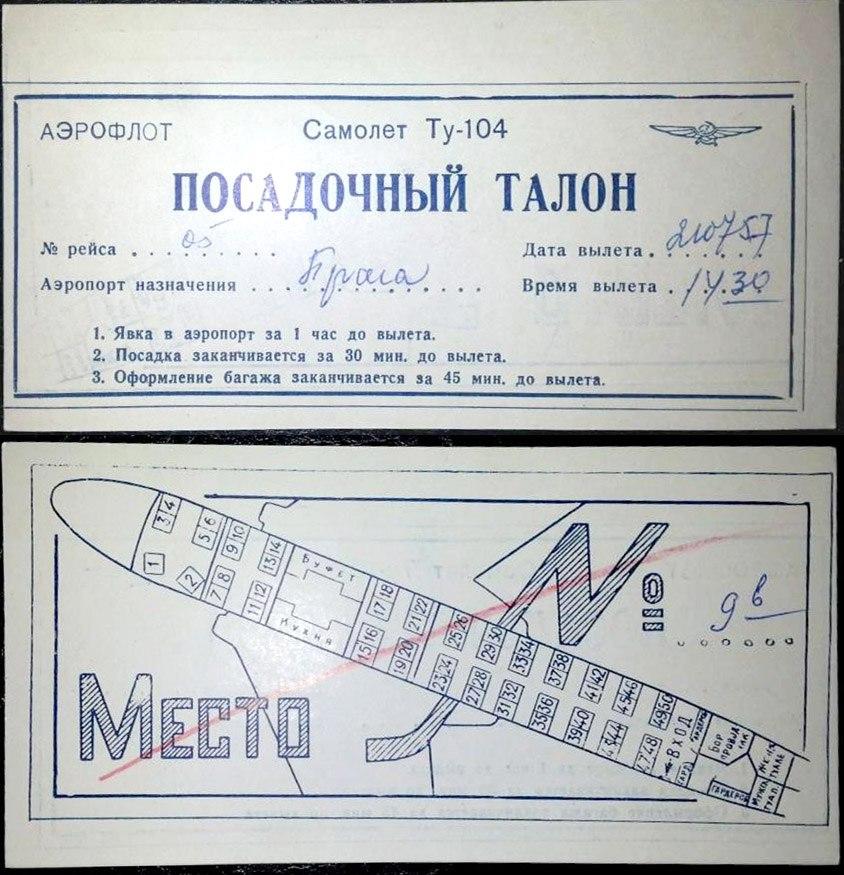 АЭРОФЛОТ Самолет Ту-104
ПОСАДОЧНЫЙ ТАЛОН
№ рейса 05 Дата вылета 210757
Аэропорт назначения Прага Время вылета 14.30
1. Явка в аэропорт за 1 час до вылета.
2. Посадка заканчивается за 30 мин. до вылета.
3. Оформление багажа заканчивается за 45 мин. до вылета.
Место № 9в
1 2 3 4 5 6 7 8 9 10 11 12 13 14
БУФЕТ
КУХНЯ
15 16 17 18 19 20 21 22
23 24 25 26 27 28 29 30 31 32 33 34 35 36 37 38 39 40 41 42 43 44 45 46 47 48 49 50
ВХОД
ГАРДЕРОБ